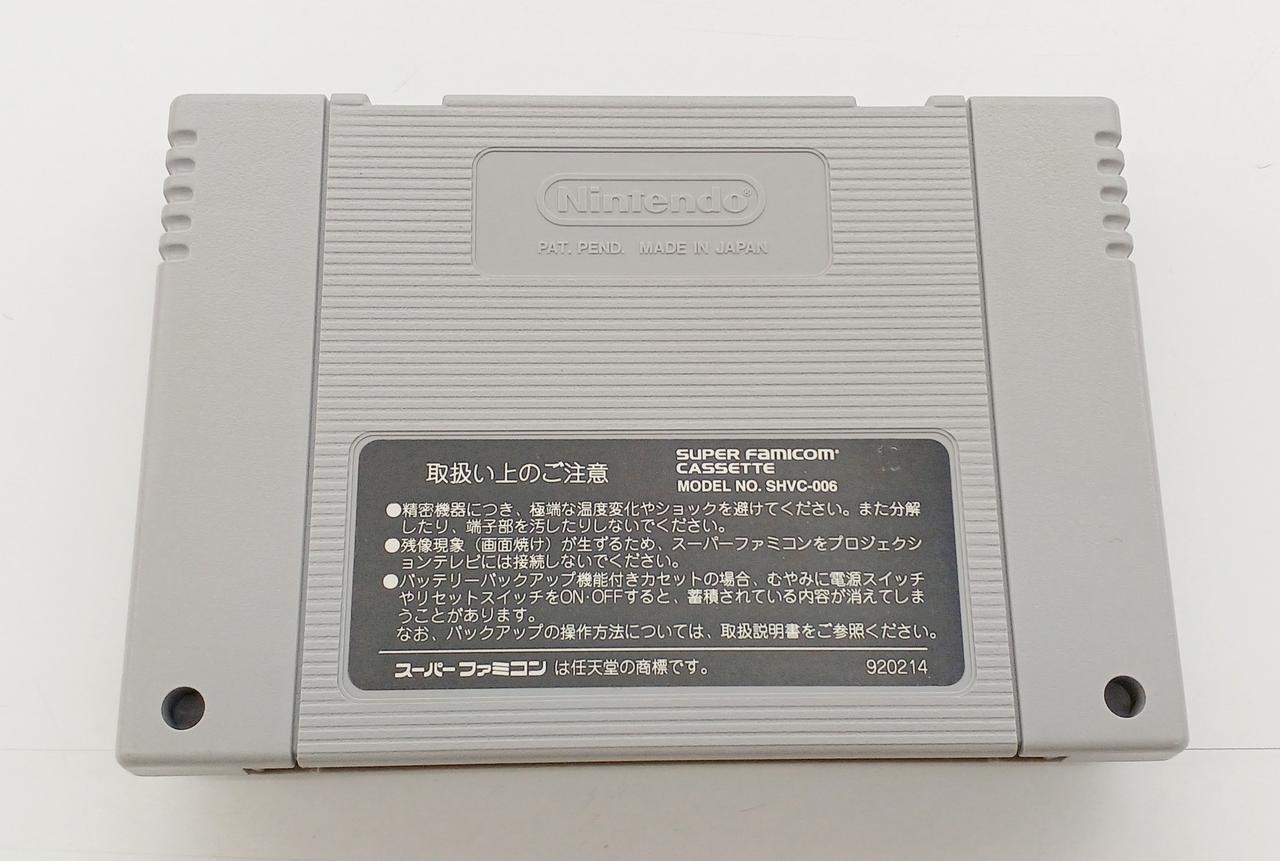 Nintendo®
PAT. PEND. MADE IN JAPAN
取扱い上のご注意
SUPER FAMICOM
CASSETTE
MODEL NO. SHVC-006
●精密機器につき、極端な温度変化やショックを避けてください。また分解
したり、端子部を汚したりしないでください。
●残像現象（画面焼け）が生ずるため、スーパーファミコンをプロジェクシ
ョンテレビには接続しないでください。
●バッテリーバックアップ機能付きカセットの場合、むやみに電源スイッチ
やリセットスイッチをON·OFFすると、蓄積されている内容が消えてしま
うことがあります。
なお、バックアップの操作方法については、取扱説明書をご参照ください。
スーパーファミコン は任天堂の商標です。 920214